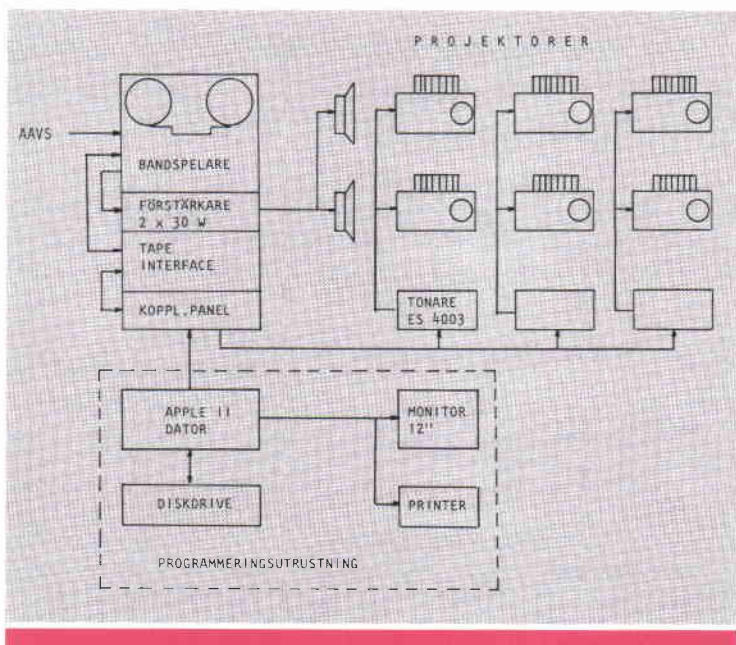 PROJEKTORER
AAVS
BANDSPELARE
FÖRSTÄRKARE
2 x 30 W
TAPE
INTERFACE
KOPPL.PANEL
TONARE
ES 4003
APPLE II
DATOR
MONITOR
12"
DISKDRIVE
PRINTER
PROGRAMMERINGSUTRUSTNING